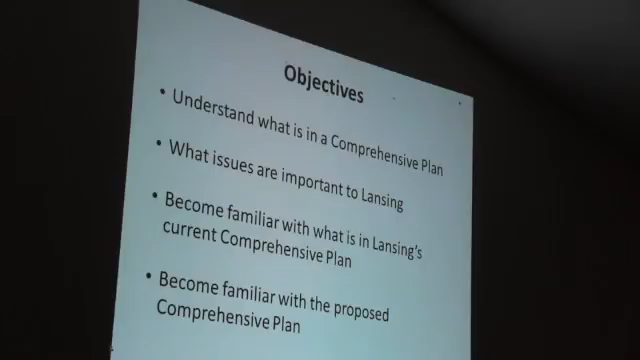 Objectives
• Understand what is in a Comprehensive Plan
• What issues are important to Lansing
• Become familiar with what is in Lansing's
current Comprehensive Plan
• Become familiar with the proposed
Comprehensive Plan